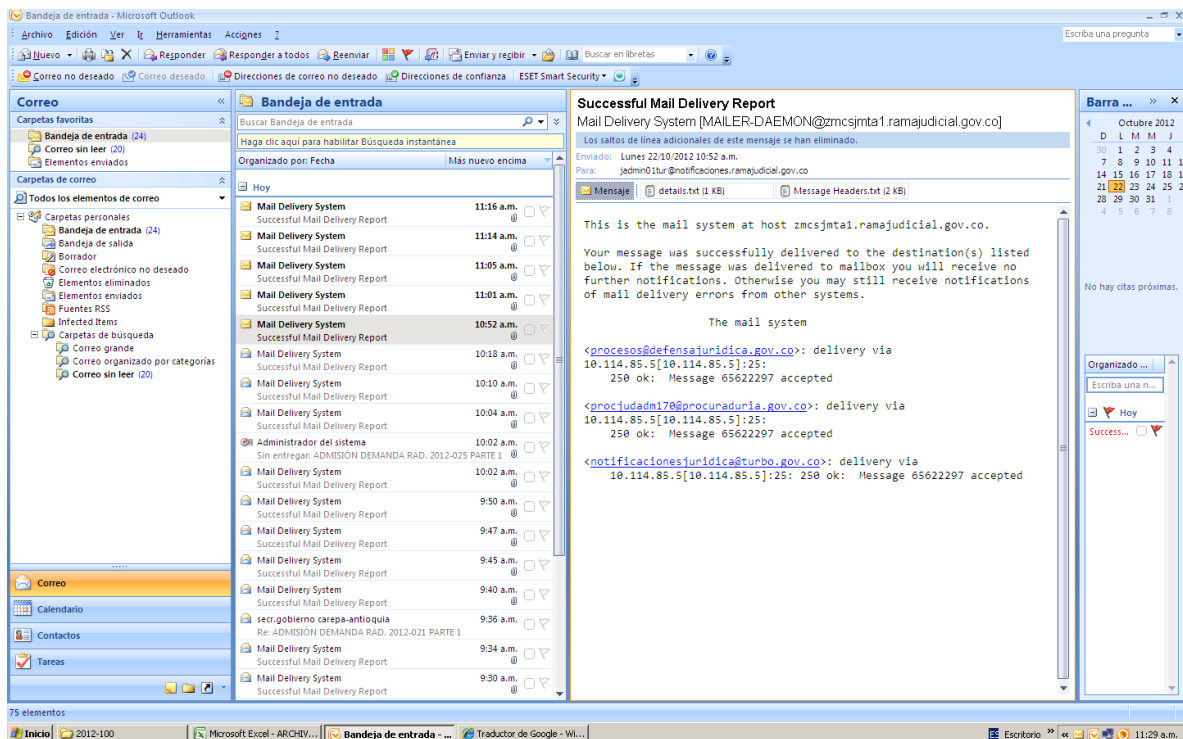 Bandeja de entrada - Microsoft Outlook
Archivo Edición Ver Ir Herramientas Acciones ?
Escriba una pregunta
Nuevo Responder Responder a todos Reenviar Enviar y recibir Buscar en libretas
Correo no deseado Correo deseado Direcciones de correo no deseado Direcciones de confianza ESET Smart Security
Correo
Carpetas favoritas
Bandeja de entrada (24)
Correo sin leer (20)
Elementos enviados
Carpetas de correo
Todos los elementos de correo
Carpetas personales
Bandeja de entrada (24)
Bandeja de salida
Borrador
Correo electrónico no deseado
Elementos eliminados
Elementos enviados
Fuentes RSS
Infected Items
Carpetas de búsqueda
Correo grande
Correo organizado por categorías
Correo sin leer (20)
Correo
Calendario
Contactos
Tareas
Bandeja de entrada
Buscar Bandeja de entrada
Haga clic aquí para habilitar Búsqueda instantánea
Organizado por: Fecha Más nuevo encima
Hoy
Mail Delivery System 11:16 a.m.
Successful Mail Delivery Report
Mail Delivery System 11:14 a.m.
Successful Mail Delivery Report
Mail Delivery System 11:05 a.m.
Successful Mail Delivery Report
Mail Delivery System 11:01 a.m.
Successful Mail Delivery Report
Mail Delivery System 10:52 a.m.
Successful Mail Delivery Report
Mail Delivery System 10:18 a.m.
Successful Mail Delivery Report
Mail Delivery System 10:10 a.m.
Successful Mail Delivery Report
Mail Delivery System 10:04 a.m.
Successful Mail Delivery Report
Administrador del sistema 10:02 a.m.
Sin entregar: ADMISIÓN DEMANDA RAD. 2012-025 PARTE 1
Mail Delivery System 10:02 a.m.
Successful Mail Delivery Report
Mail Delivery System 9:50 a.m.
Successful Mail Delivery Report
Mail Delivery System 9:47 a.m.
Successful Mail Delivery Report
Mail Delivery System 9:45 a.m.
Successful Mail Delivery Report
Mail Delivery System 9:40 a.m.
Successful Mail Delivery Report
secr.gobierno carepa-antioquia 9:36 a.m.
Re: ADMISIÓN DEMANDA RAD. 2012-021 PARTE 1
Mail Delivery System 9:34 a.m.
Successful Mail Delivery Report
Mail Delivery System 9:30 a.m.
Successful Mail Delivery Report
Successful Mail Delivery Report
Mail Delivery System [MAILER-DAEMON@zmcsjmta1.ramajudicial.gov.co]
Los saltos de línea adicionales de este mensaje se han eliminado.
Enviado: Lunes 22/10/2012 10:52 a.m.
Para: jadmin01tur@notificaciones.ramajudicial.gov.co
Mensaje details.txt (1 KB) Message Headers.txt (2 KB)
This is the mail system at host zmcsjmta1.ramajudicial.gov.co.
Your message was successfully delivered to the destination(s) listed
below. If the message was delivered to mailbox you will receive no
further notifications. Otherwise you may still receive notifications
of mail delivery errors from other systems.
The mail system
<procesos@defensajuridica.gov.co>: delivery via
10.114.85.5[10.114.85.5]:25:
250 ok: Message 65622297 accepted
<procjudadm170@procuraduria.gov.co>: delivery via
10.114.85.5[10.114.85.5]:25:
250 ok: Message 65622297 accepted
<notificacionesjuridica@turbo.gov.co>: delivery via
10.114.85.5[10.114.85.5]:25: 250 ok: Message 65622297 accepted
Barra ... » ×
Octubre 2012
D L M M J
30 1 2 3 4
7 8 9 10 11 1
14 15 16 17 18 1
21 22 23 24 25 2
28 29 30 31 1
4 5 6 7 8
No hay citas próximas.
Organizado ...
Escriba una n...
Hoy
Success...
75 elementos
Inicio 2012-100 Microsoft Excel - ARCHIV... Bandeja de entrada - ... Traductor de Google - Wi... ES Escritorio » « 11:29 a.m.